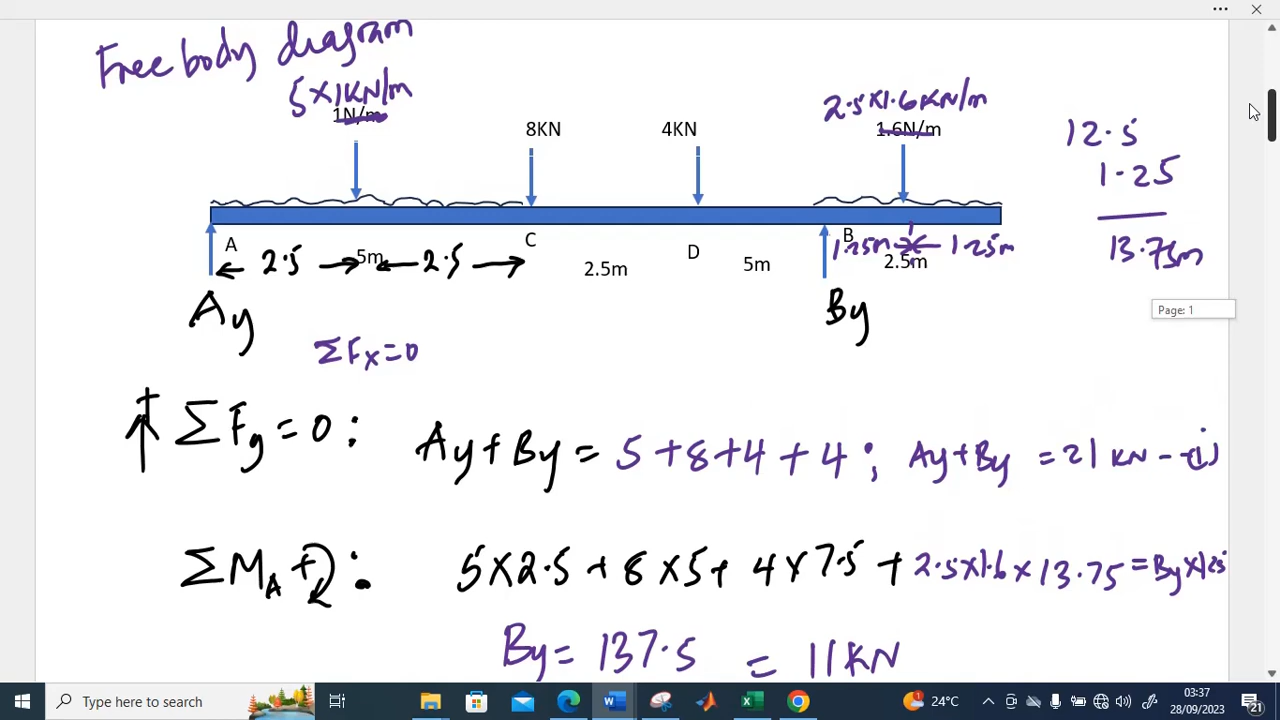 Free body diagram
5×1KN/m
1N/m
8KN
4KN
2.5×1.6KN/m
1.6N/m
12.5
1.25
13.75m
A
2.5
5m
2.5
C
2.5m
D
5m
B
1.25m
1.25m
2.5m
Ay
By
Page: 1
ΣFx=0
ΣFy=0: Ay+By= 5+8+4+4; Ay+By =21KN -(i)
ΣMA+: 5×2.5+8×5+4×7.5+2.5×1.6×13.75=By×12.5
By= 137.5 = 11KN
Type here to search
24°C
03:37
28/09/2023
21